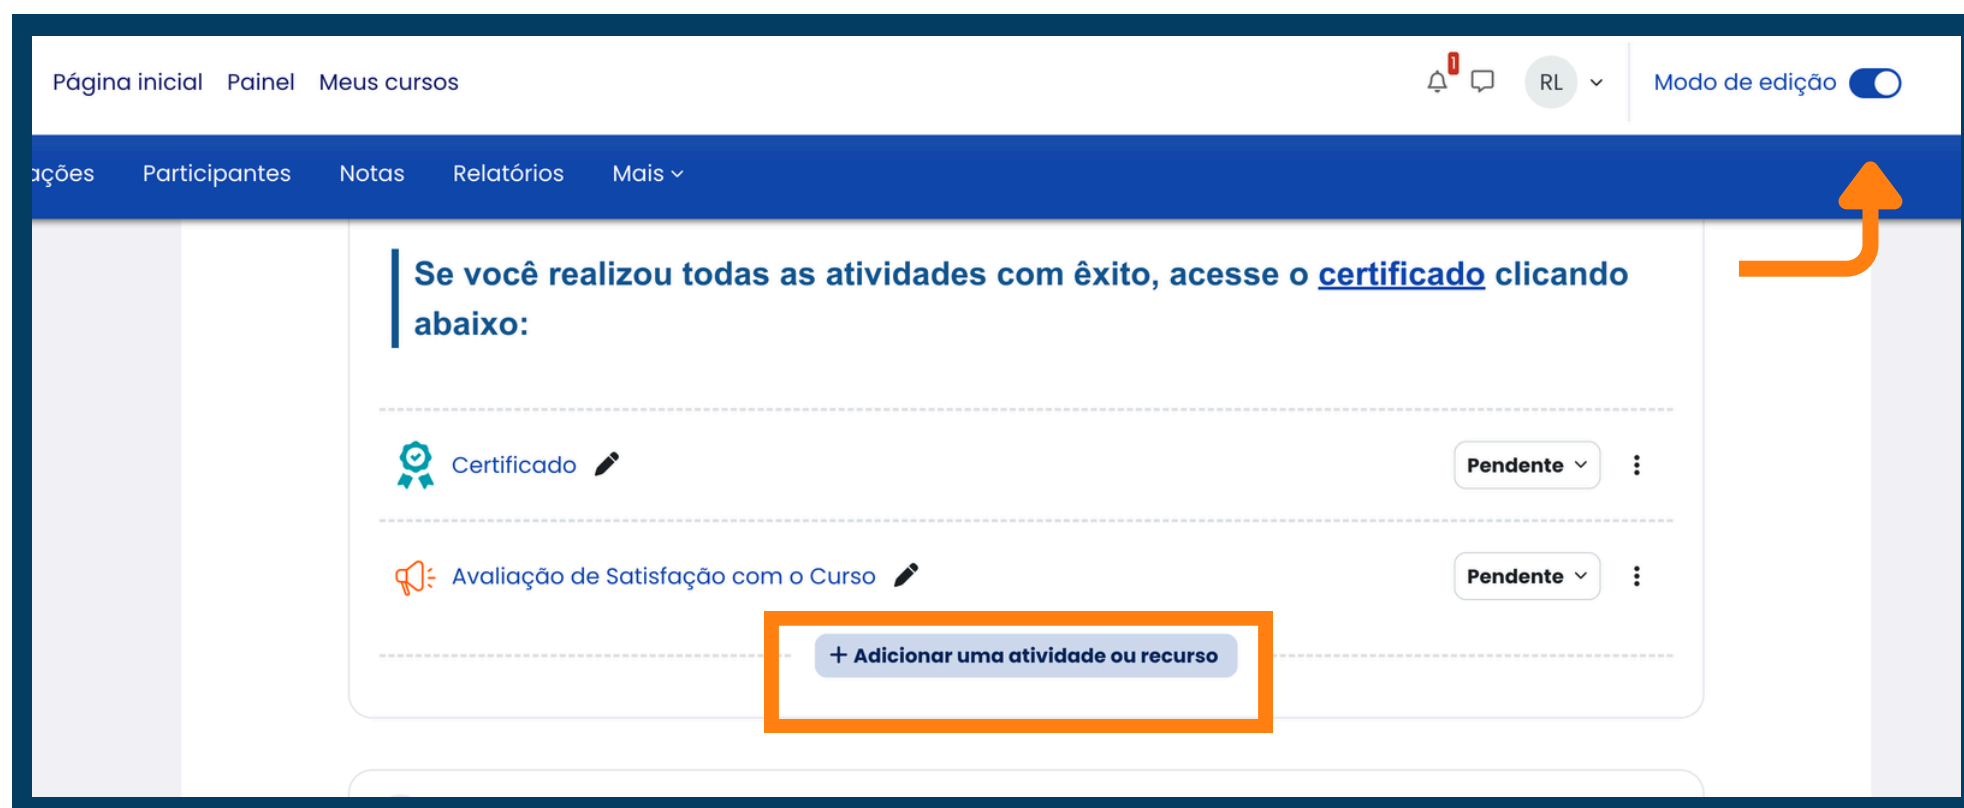 Página inicial Painel Meus cursos
1
RL
Modo de edição
ações Participantes Notas Relatórios Mais
Se você realizou todas as atividades com êxito, acesse o certificado clicando
abaixo:
Certificado
Pendente
Avaliação de Satisfação com o Curso
Pendente
+ Adicionar uma atividade ou recurso